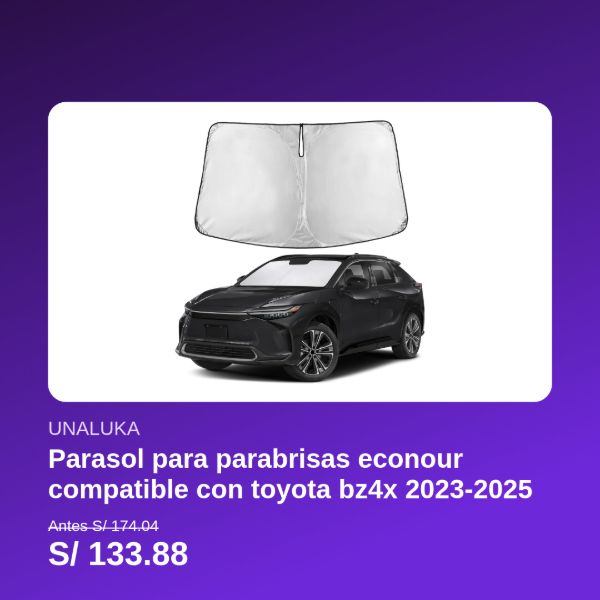 UNALUKA
Parasol para parabrisas econour
compatible con toyota bz4x 2023-2025
Antes S/ 174.04
S/ 133.88